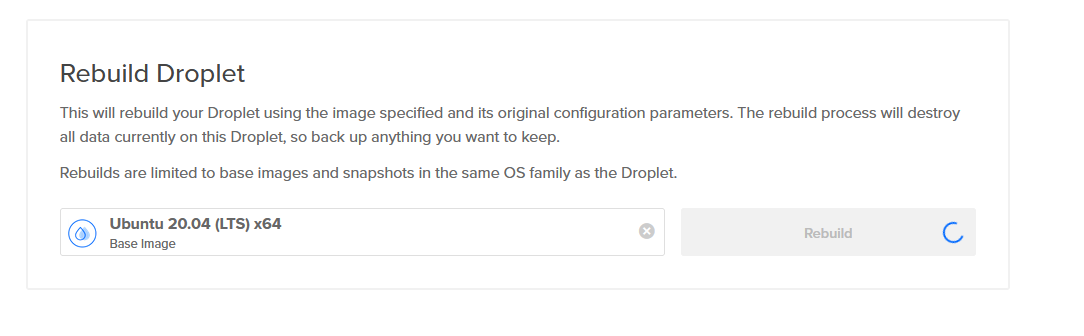 Rebuild Droplet
This will rebuild your Droplet using the image specified and its original configuration parameters. The rebuild process will destroy
all data currently on this Droplet, so back up anything you want to keep.
Rebuilds are limited to base images and snapshots in the same OS family as the Droplet.
Ubuntu 20.04 (LTS) x64
Base Image
Rebuild